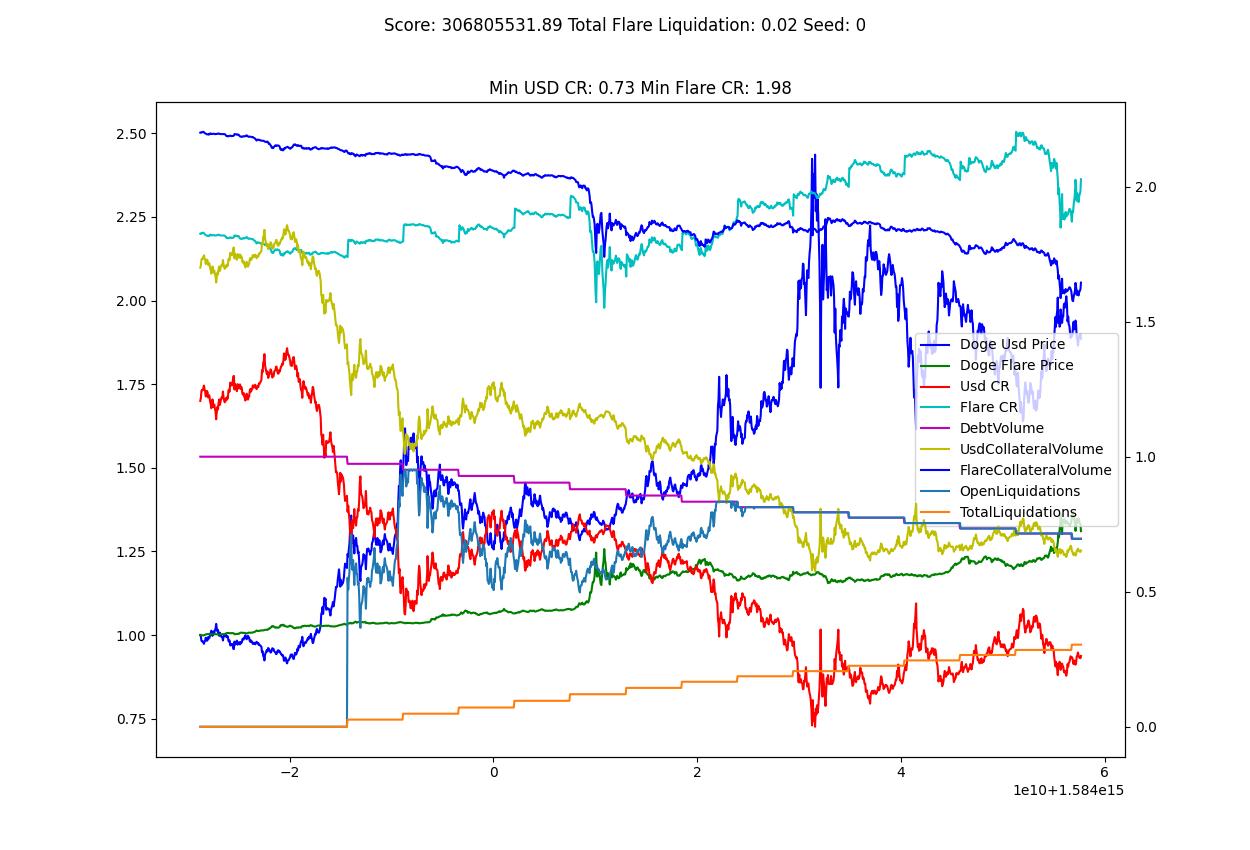 Score: 306805531.89 Total Flare Liquidation: 0.02 Seed: 0
Min USD CR: 0.73 Min Flare CR: 1.98
2.50
2.25
2.00
1.75
1.50
1.25
1.00
0.75
2.0
1.5
1.0
0.5
0.0
Doge Usd Price
Doge Flare Price
Usd CR
Flare CR
DebtVolume
UsdCollateralVolume
FlareCollateralVolume
OpenLiquidations
TotalLiquidations
−2 0 2 4 6
1e10+1.584e15